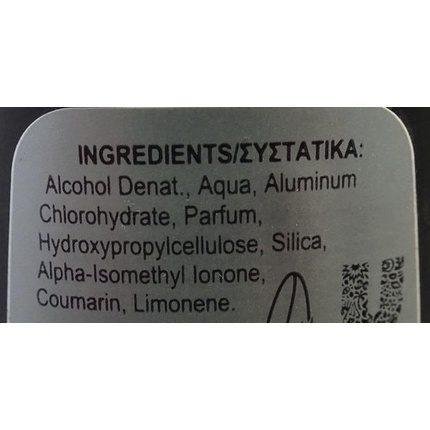 INGREDIENTS/ΣΥΣΤΑΤΙΚΑ:
Alcohol Denat., Aqua, Aluminum
Chlorohydrate, Parfum,
Hydroxypropylcellulose, Silica,
Alpha-Isomethyl Ionone,
Coumarin, Limonene.